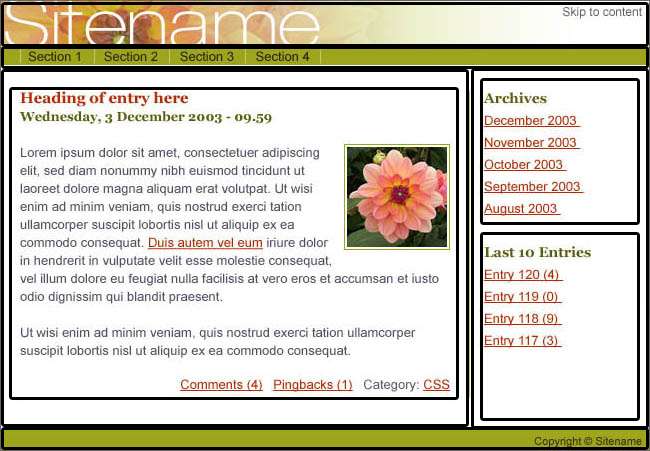 Sitename
Skip to content
Section 1 Section 2 Section 3 Section 4
Heading of entry here
Wednesday, 3 December 2003 - 09.59
Lorem ipsum dolor sit amet, consectetuer adipiscing
elit, sed diam nonummy nibh euismod tincidunt ut
laoreet dolore magna aliquam erat volutpat. Ut wisi
enim ad minim veniam, quis nostrud exerci tation
ullamcorper suscipit lobortis nisl ut aliquip ex ea
commodo consequat. Duis autem vel eum iriure dolor
in hendrerit in vulputate velit esse molestie consequat,
vel illum dolore eu feugiat nulla facilisis at vero eros et accumsan et iusto
odio dignissim qui blandit praesent.
Ut wisi enim ad minim veniam, quis nostrud exerci tation ullamcorper
suscipit lobortis nisl ut aliquip ex ea commodo consequat.
Comments (4) Pingbacks (1) Category: CSS
Archives
December 2003
November 2003
October 2003
September 2003
August 2003
Last 10 Entries
Entry 120 (4)
Entry 119 (0)
Entry 118 (9)
Entry 117 (3)
Copyright © Sitename